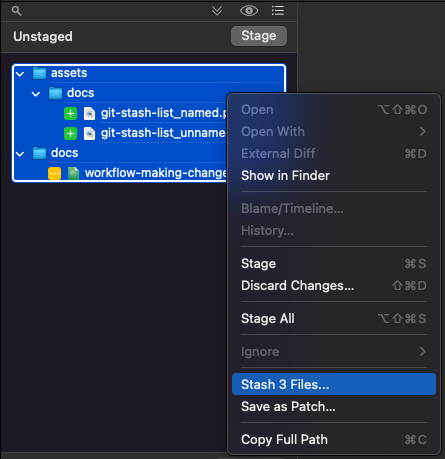 Unstaged
Stage
assets
docs
git-stash-list_named.p
git-stash-list_unname
docs
workflow-making-change
Open ⌥⇧⌘O
Open With
External Diff ⌘D
Show in Finder
Blame/Timeline...
History...
Stage ⌘S
Discard Changes... ⇧⌘D
Stage All ⌥⇧⌘S
Ignore
Stash 3 Files...
Save as Patch...
Copy Full Path ⌘C